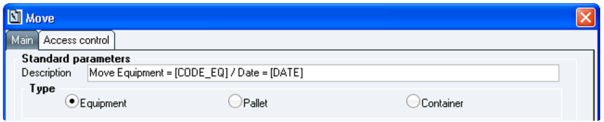 Move
Main Access control
Standard parameters
Description Move Equipment = [CODE_EQ] / Date = [DATE]
Type
Equipment Pallet Container